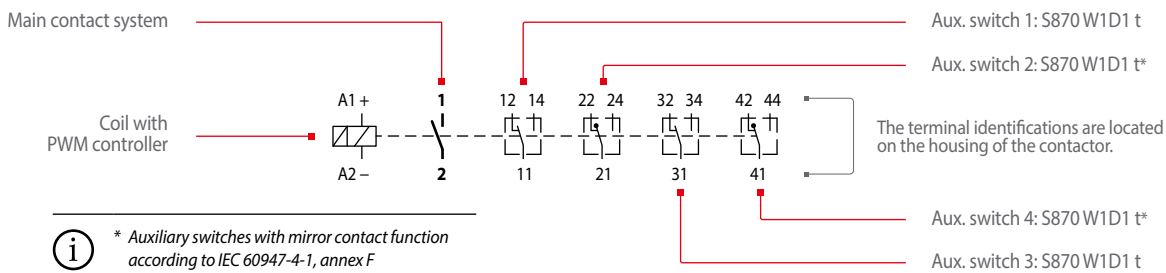 Main contact system
Aux. switch 1: S870 W1D1 t
Aux. switch 2: S870 W1D1 t*
A1 + 1 12 14 22 24 32 34 42 44
Coil with
PWM controller
The terminal identifications are located
on the housing of the contactor.
A2 – 2 11 21 31 41
Aux. switch 4: S870 W1D1 t*
i * Auxiliary switches with mirror contact function
according to IEC 60947-4-1, annex F
Aux. switch 3: S870 W1D1 t